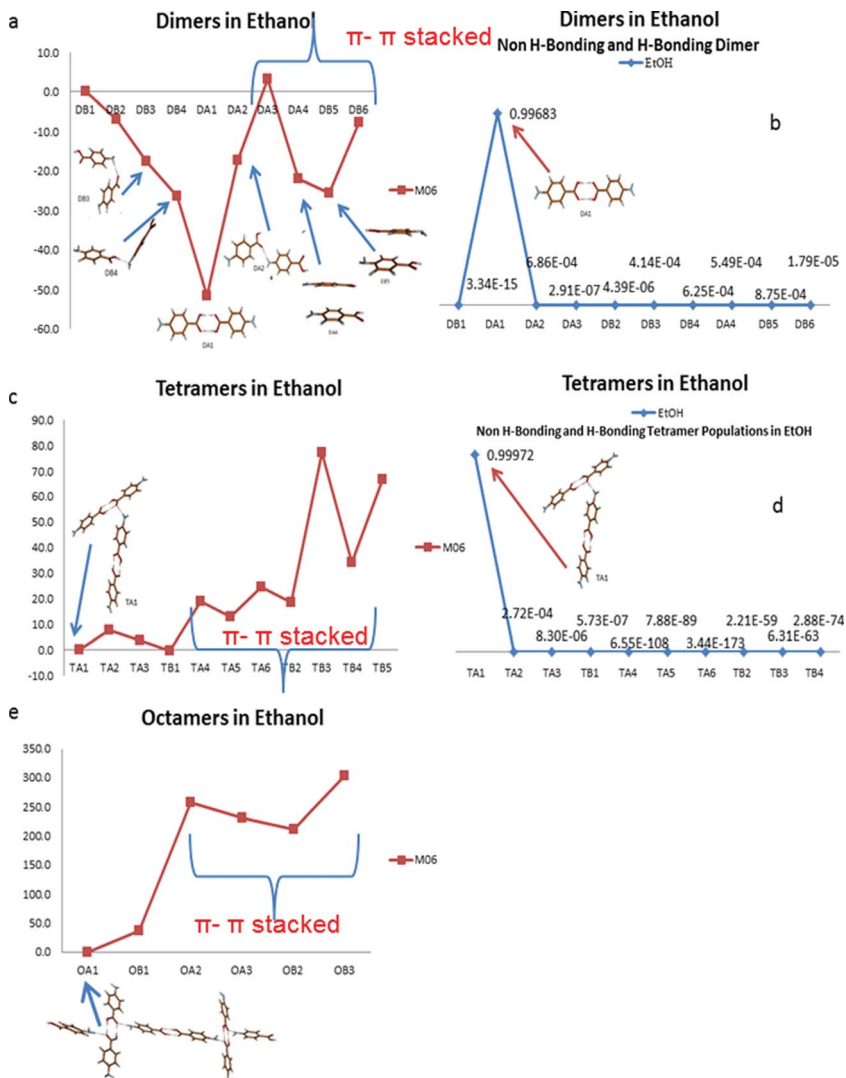 a
Dimers in Ethanol
π- π stacked
10.0
0.0
-10.0
-20.0
-30.0
-40.0
-50.0
-60.0
DB1 DB2 DB3 DB4 DA1 DA2 DA3 DA4 DB5 DB6
M06
DB3
DB4
DA2
DA1
Dimers in Ethanol
Non H-Bonding and H-Bonding Dimer
EtOH
b
0.99683
DA1
3.34E-15 6.86E-04 2.91E-07 4.39E-06 4.14E-04 6.25E-04 5.49E-04 8.75E-04 1.79E-05
DB1 DA1 DA2 DA3 DB2 DB3 DB4 DA4 DB5 DB6
c
Tetramers in Ethanol
90.0
80.0
70.0
60.0
50.0
40.0
30.0
20.0
10.0
0.0
-10.0
TA1
M06
π- π stacked
TA1 TA2 TA3 TB1 TA4 TA5 TA6 TB2 TB3 TB4 TB5
Tetramers in Ethanol
EtOH
Non H-Bonding and H-Bonding Tetramer Populations in EtOH
0.99972
d
TA1
2.72E-04 8.30E-06 5.73E-07 6.55E-108 7.88E-89 3.44E-173 2.21E-59 6.31E-63 2.88E-74
TA1 TA2 TA3 TB1 TA4 TA5 TA6 TB2 TB3 TB4
e
Octamers in Ethanol
350.0
300.0
250.0
200.0
150.0
100.0
50.0
0.0
M06
π- π stacked
OA1 OB1 OA2 OA3 OB2 OB3